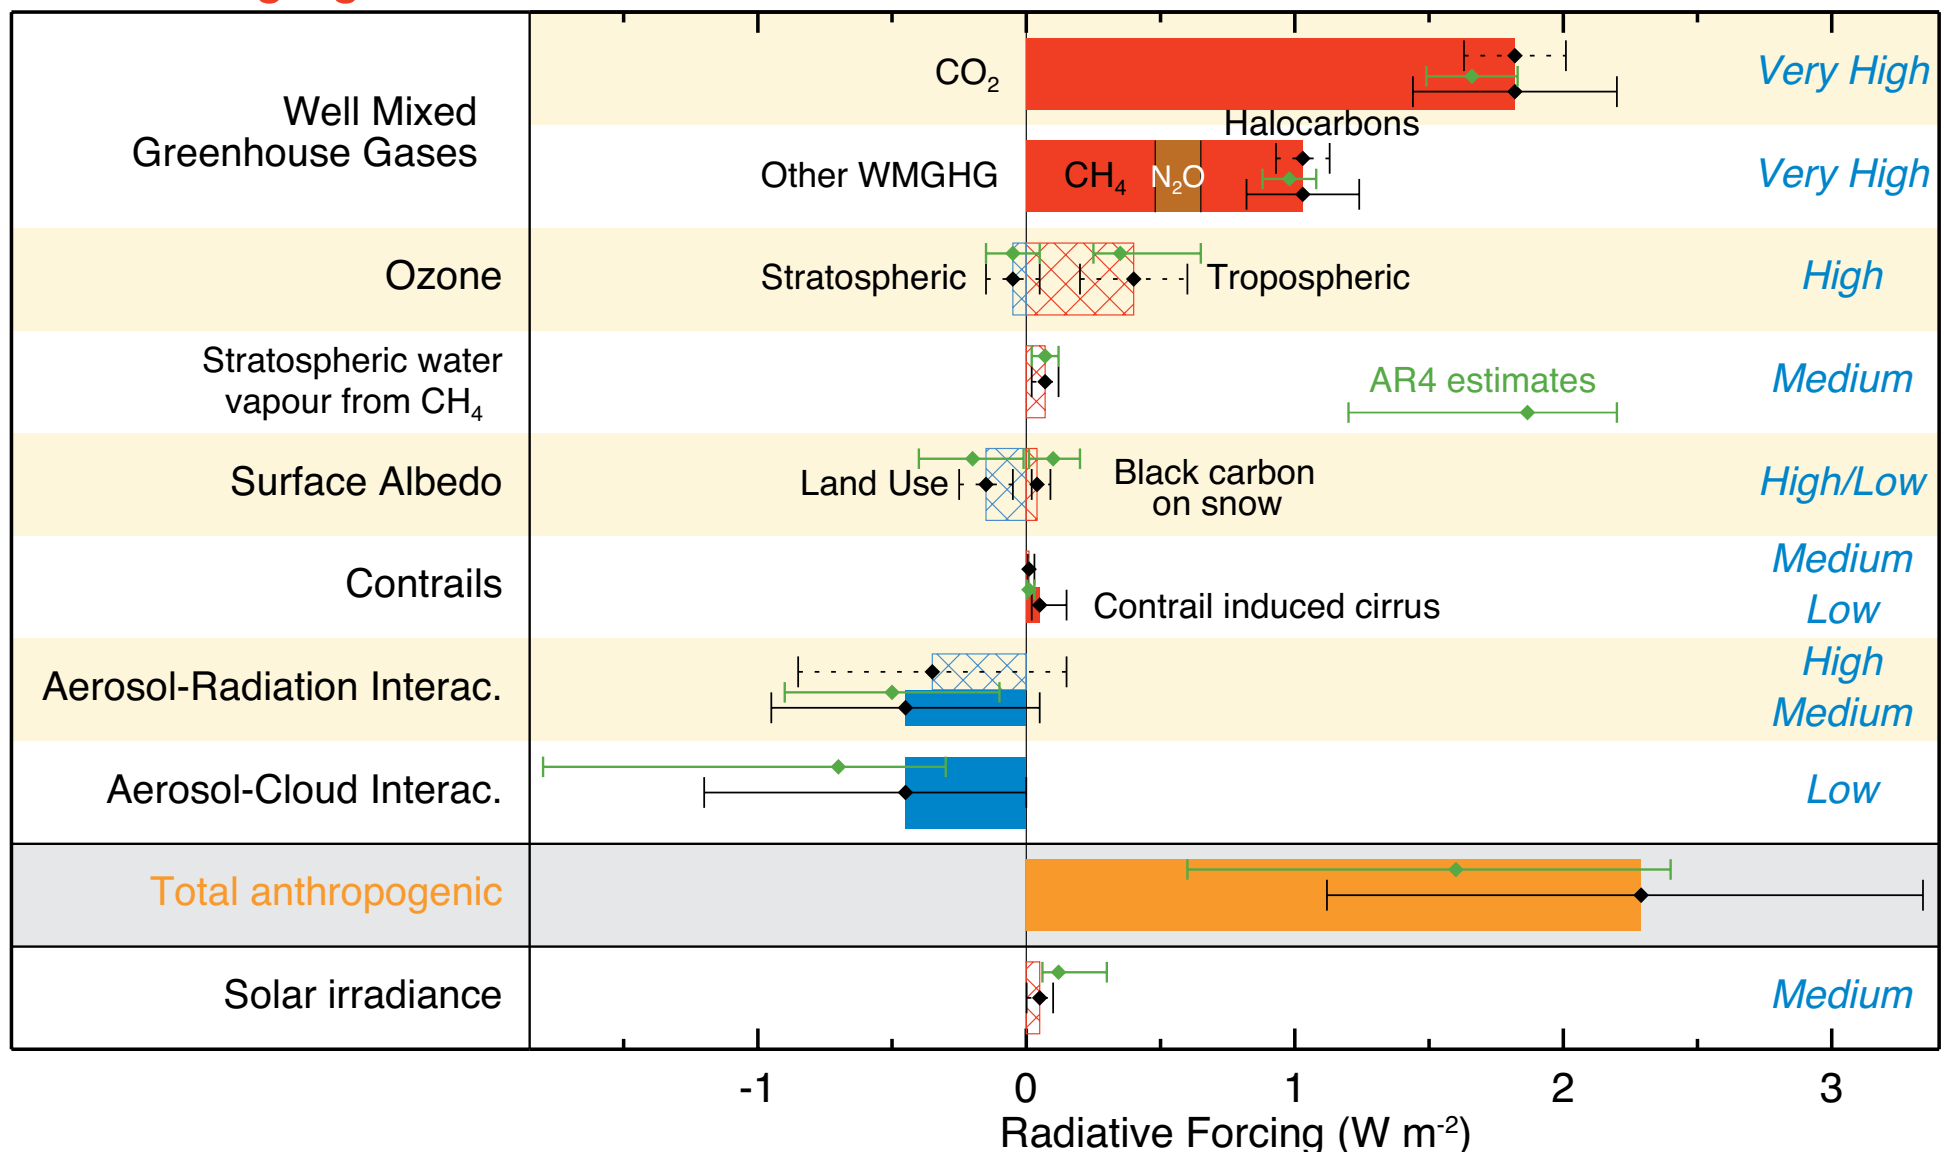 CO2
Very High
Well Mixed
Greenhouse Gases
Halocarbons
Other WMGHG
CH4
N2O
Very High
Ozone
Stratospheric
Tropospheric
High
Stratospheric water
vapour from CH4
AR4 estimates
Medium
Surface Albedo
Land Use
Black carbon
on snow
High/Low
Contrails
Medium
Contrail induced cirrus
Low
Aerosol-Radiation Interac.
High
Medium
Aerosol-Cloud Interac.
Low
Total anthropogenic
Solar irradiance
Medium
-1 0 1 2 3
Radiative Forcing (W m-2)